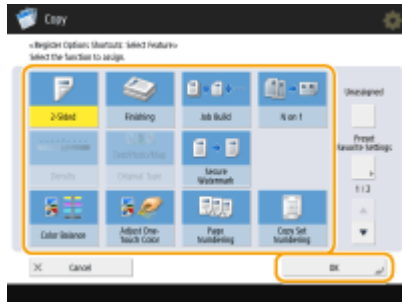 Copy
<Register Options Shortcuts: Select Feature>
Select the function to assign.
2-Sided
Finishing
Job Build
N on 1
Unassigned
Preset
Favorite Settings
Density
Original Type
Secure
Watermark
1/3
Color Balance
Adjust One-
Touch Color
Page
Numbering
Copy Set
Numbering
Cancel
OK